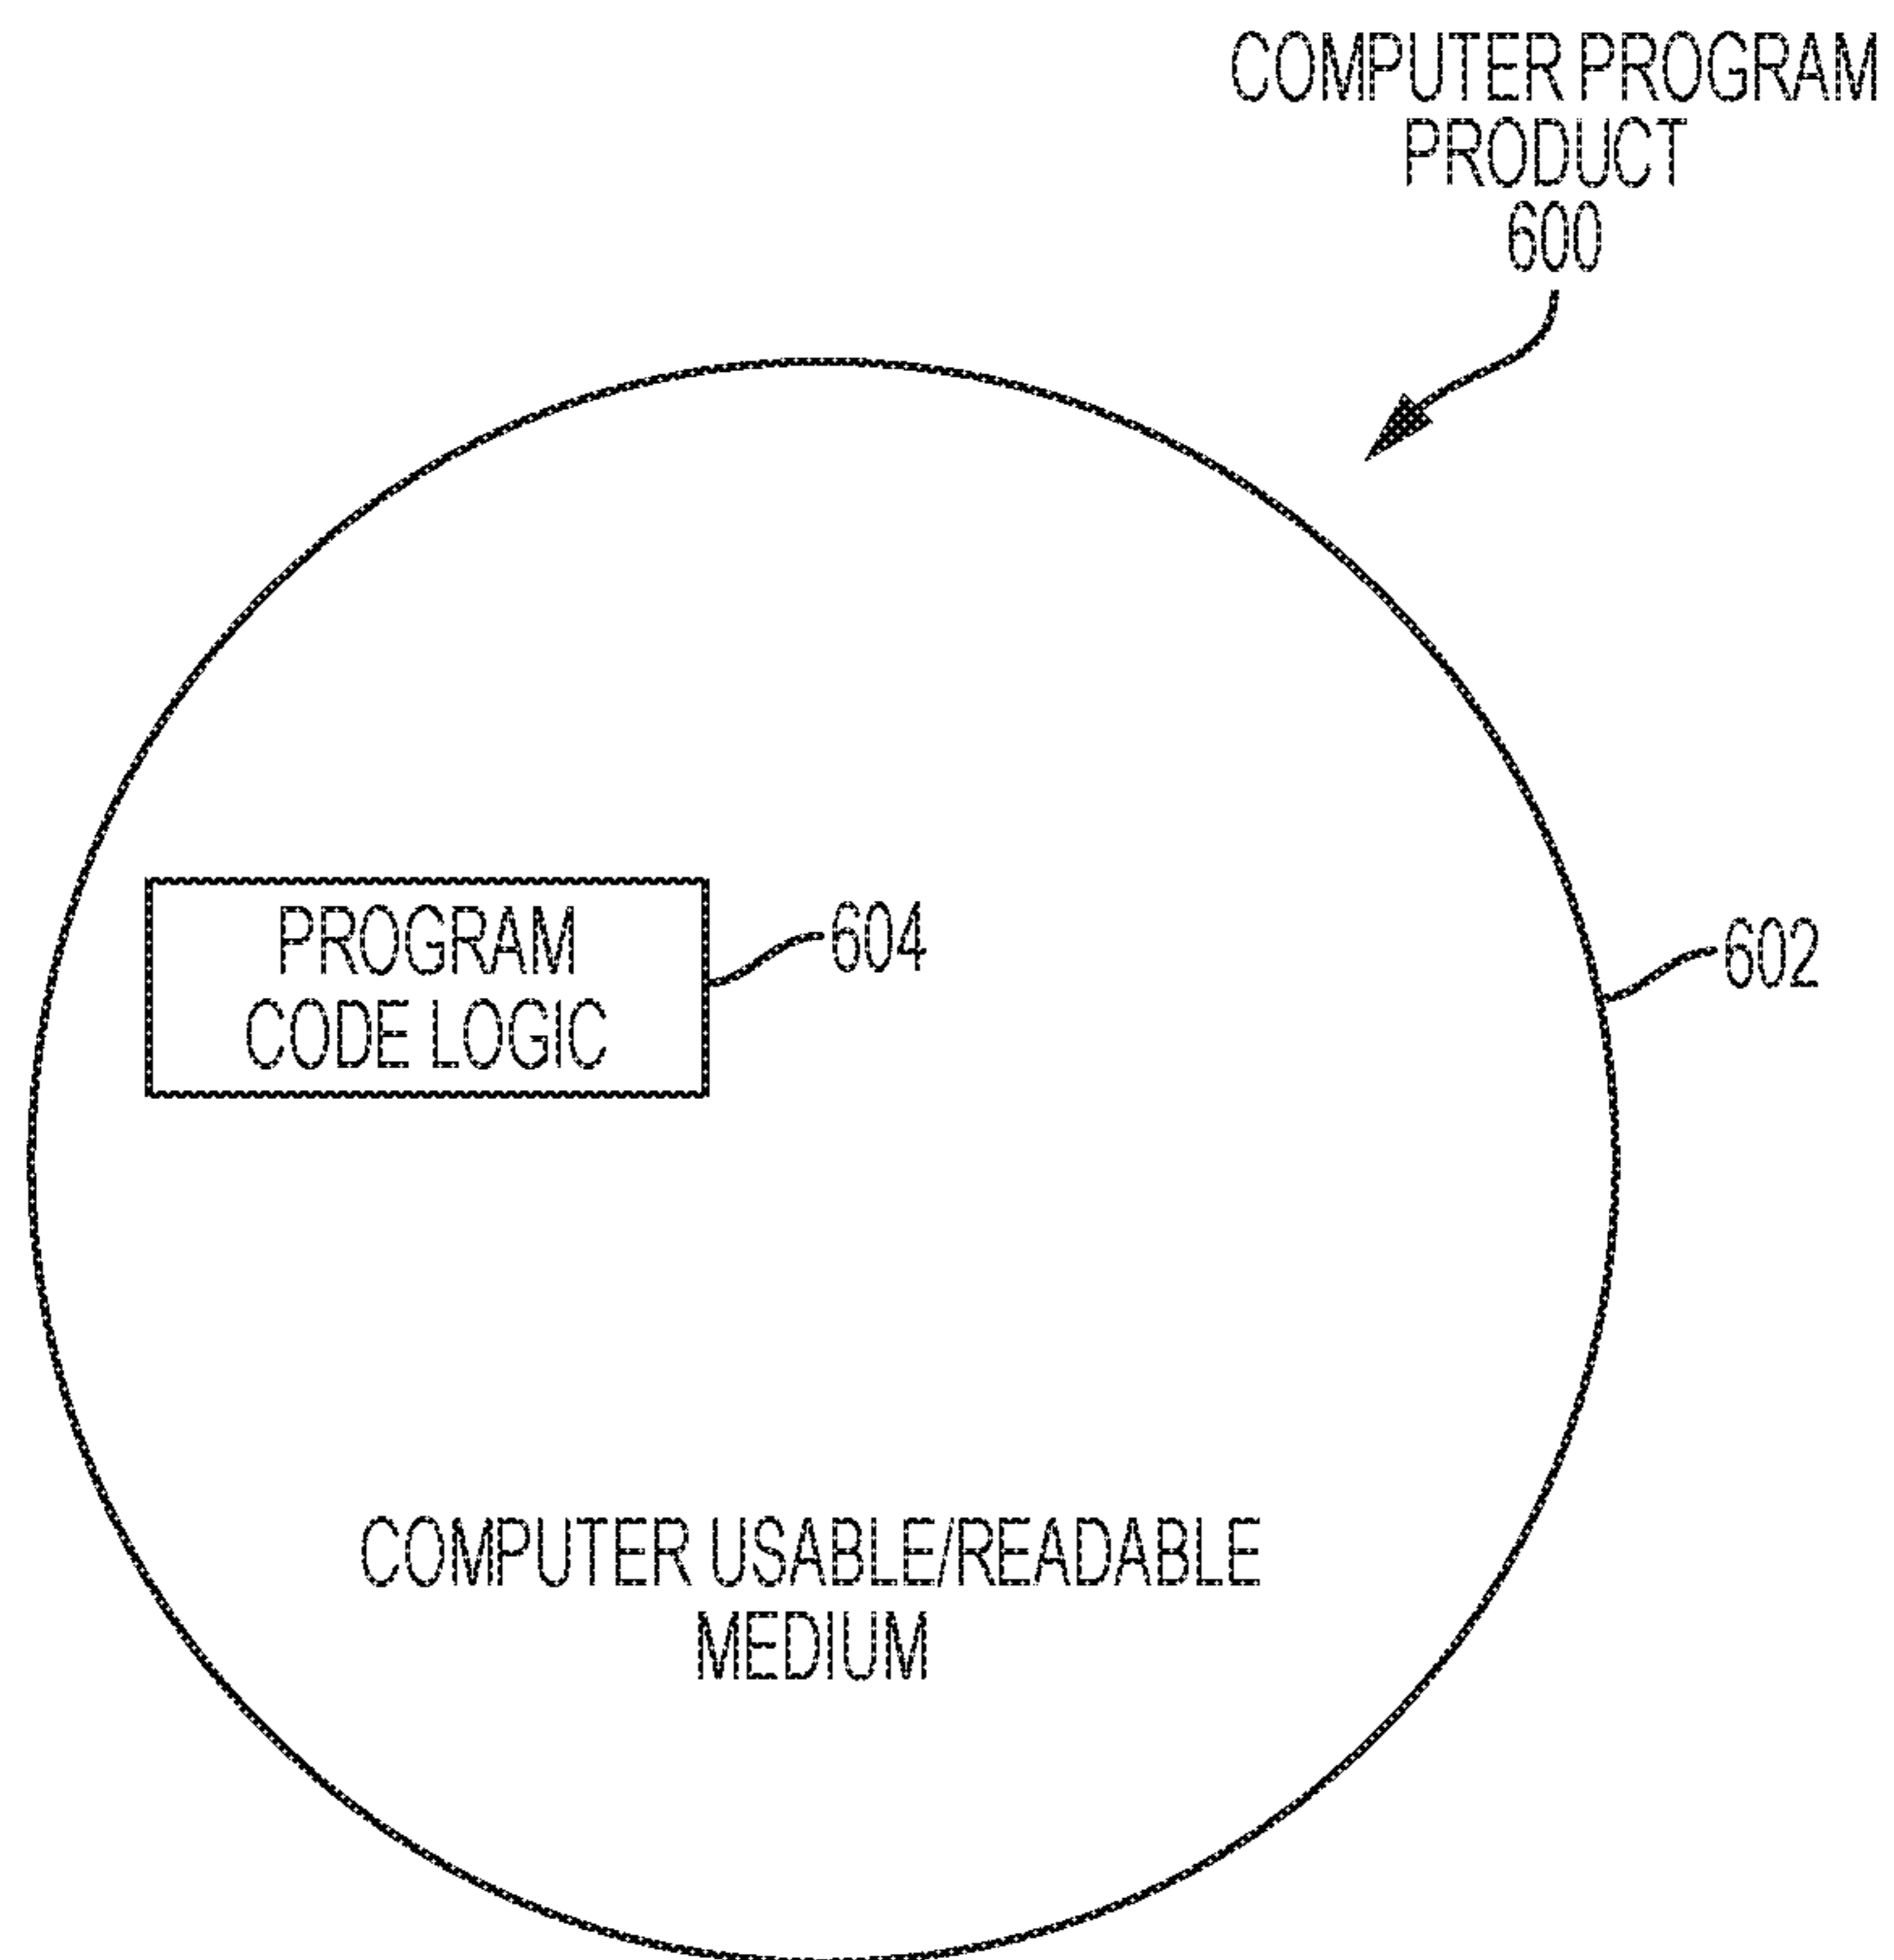 COMPUTER PROGRAM
PRODUCT
600
PROGRAM
CODE LOGIC
604
602
COMPUTER USABLE/READABLE
MEDIUM